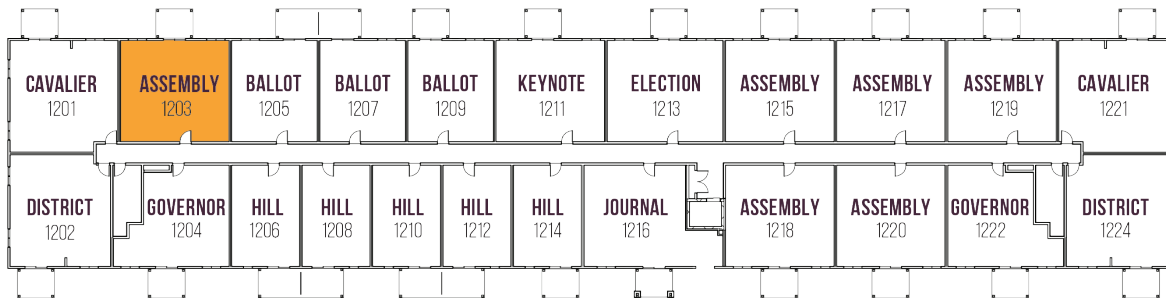 CAVALIER
1201
ASSEMBLY
1203
BALLOT
1205
BALLOT
1207
BALLOT
1209
KEYNOTE
1211
ELECTION
1213
ASSEMBLY
1215
ASSEMBLY
1217
ASSEMBLY
1219
CAVALIER
1221
DISTRICT
1202
GOVERNOR
1204
HILL
1206
HILL
1208
HILL
1210
HILL
1212
HILL
1214
JOURNAL
1216
ASSEMBLY
1218
ASSEMBLY
1220
GOVERNOR
1222
DISTRICT
1224